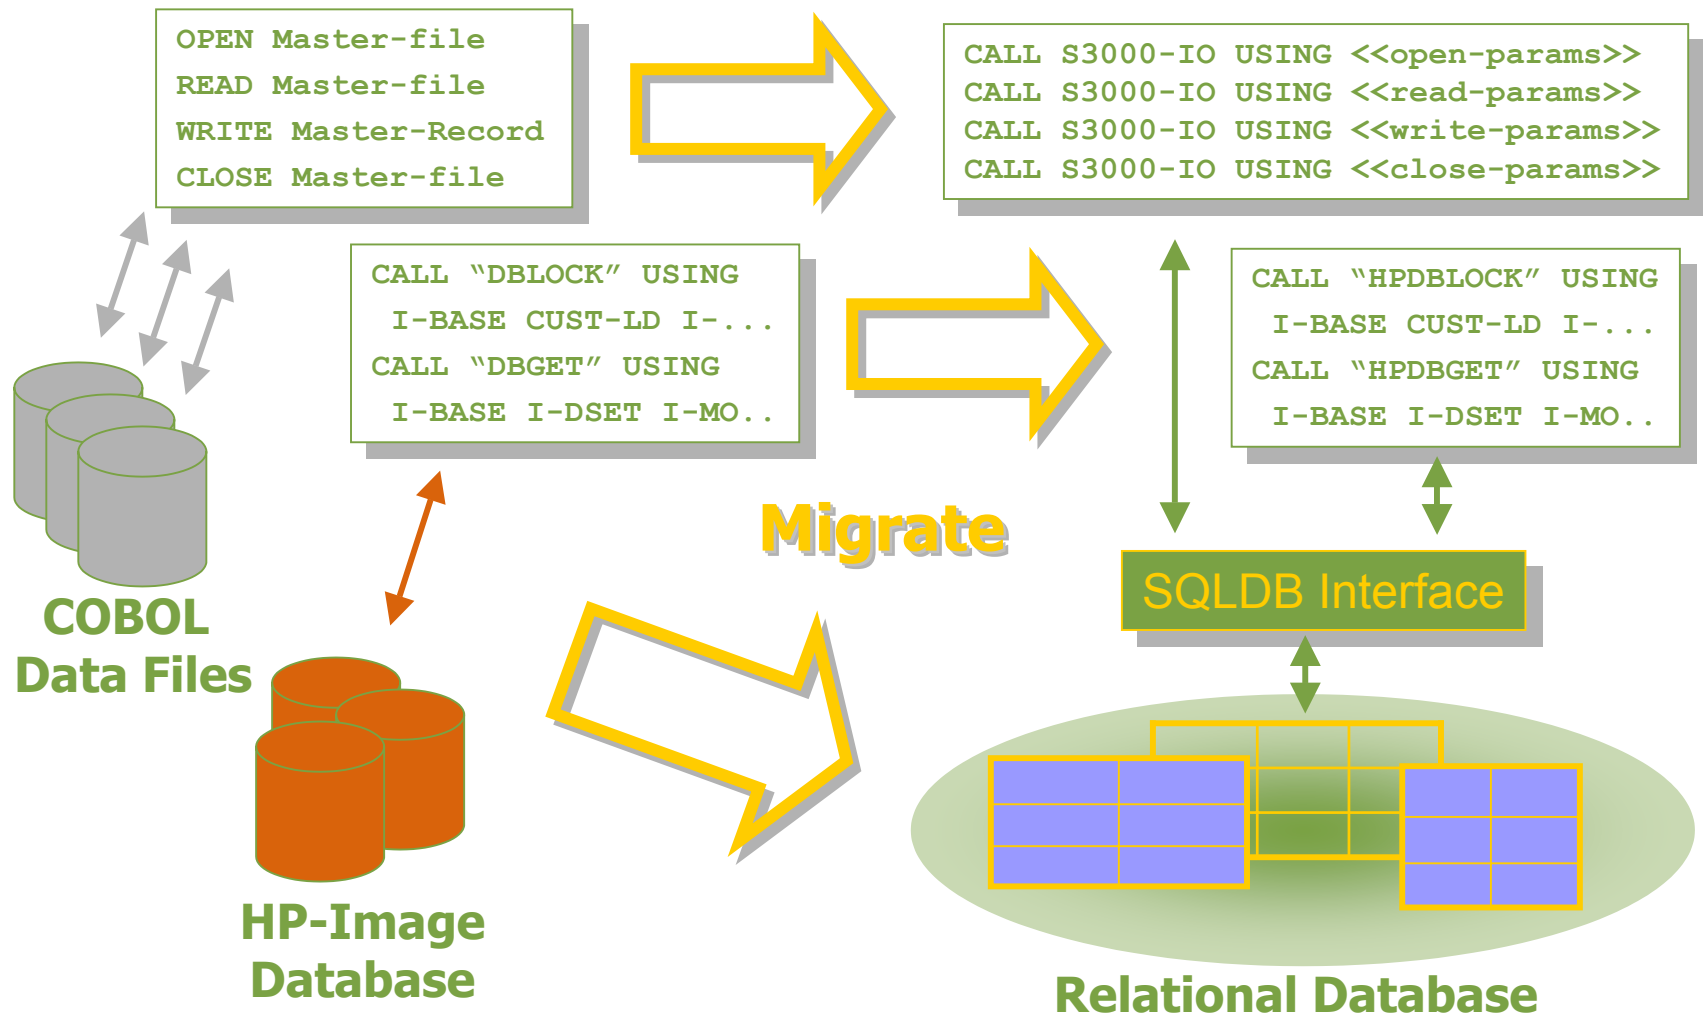 OPEN Master-file
READ Master-file
WRITE Master-Record
CLOSE Master-file
CALL S3000-IO USING <<open-params>>
CALL S3000-IO USING <<read-params>>
CALL S3000-IO USING <<write-params>>
CALL S3000-IO USING <<close-params>>
CALL “DBLOCK” USING
I-BASE CUST-LD I-...
CALL “DBGET” USING
I-BASE I-DSET I-MO..
CALL “HPDBLOCK” USING
I-BASE CUST-LD I-...
CALL “HPDBGET” USING
I-BASE I-DSET I-MO..
Migrate
SQLDB Interface
COBOL
Data Files
HP-Image
Database
Relational Database